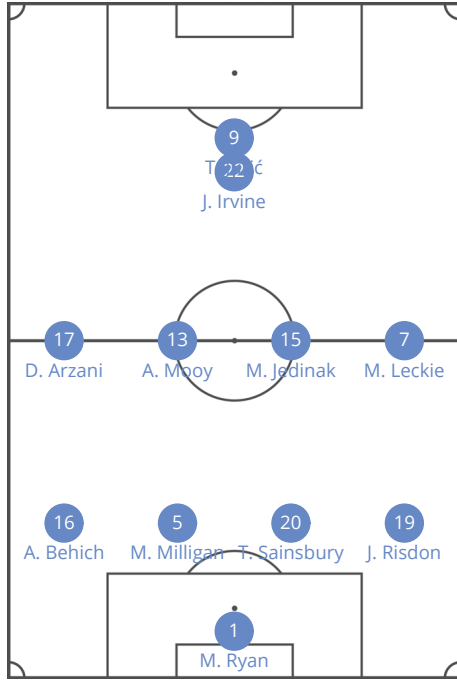 9
22
J. Irvine
17
13
15
7
D. Arzani
A. Mooy
M. Jedinak
M. Leckie
16
5
20
19
A. Behich
M. Milligan
T. Sainsbury
J. Risdon
1
M. Ryan